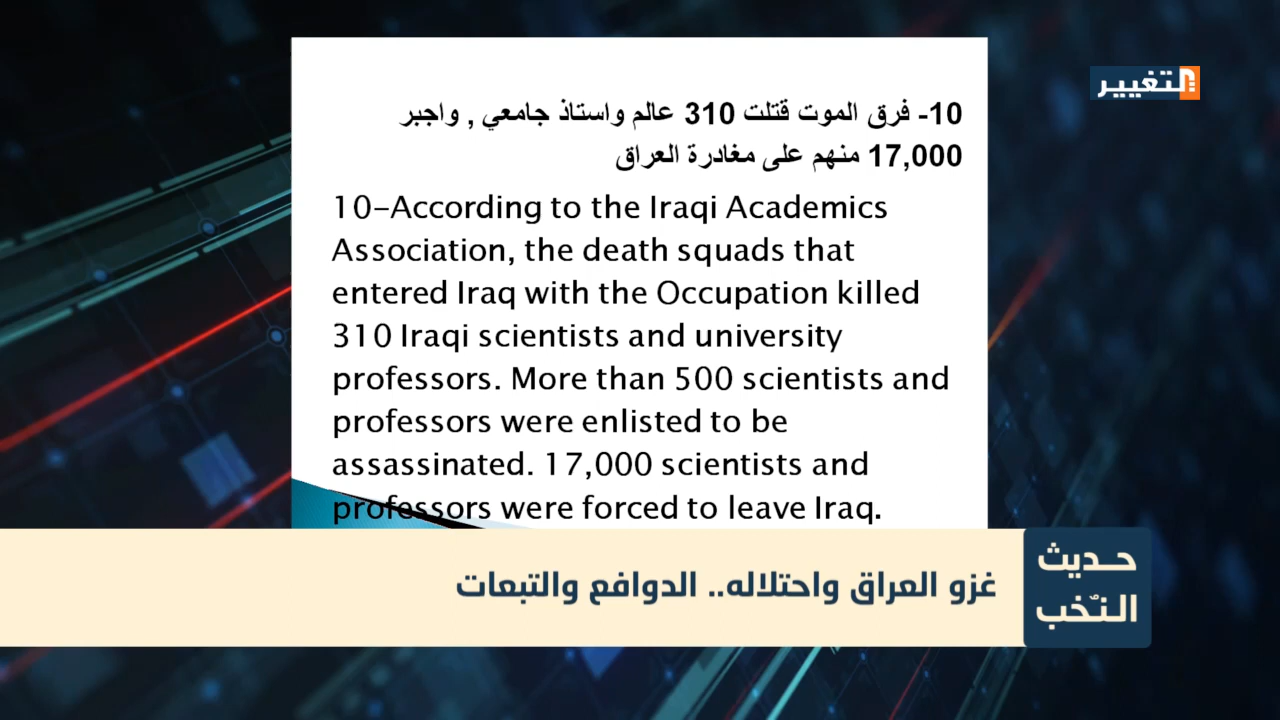 التغيير
10- فرق الموت قتلت 310 عالم واستاذ جامعي , واجبر
17,000 منهم على مغادرة العراق
10-According to the Iraqi Academics
Association, the death squads that
entered Iraq with the Occupation killed
310 Iraqi scientists and university
professors. More than 500 scientists and
professors were enlisted to be
assassinated. 17,000 scientists and
professors were forced to leave Iraq.
حـديث
النـُخب
غزو العراق واحتلاله.. الدوافع والتبعات